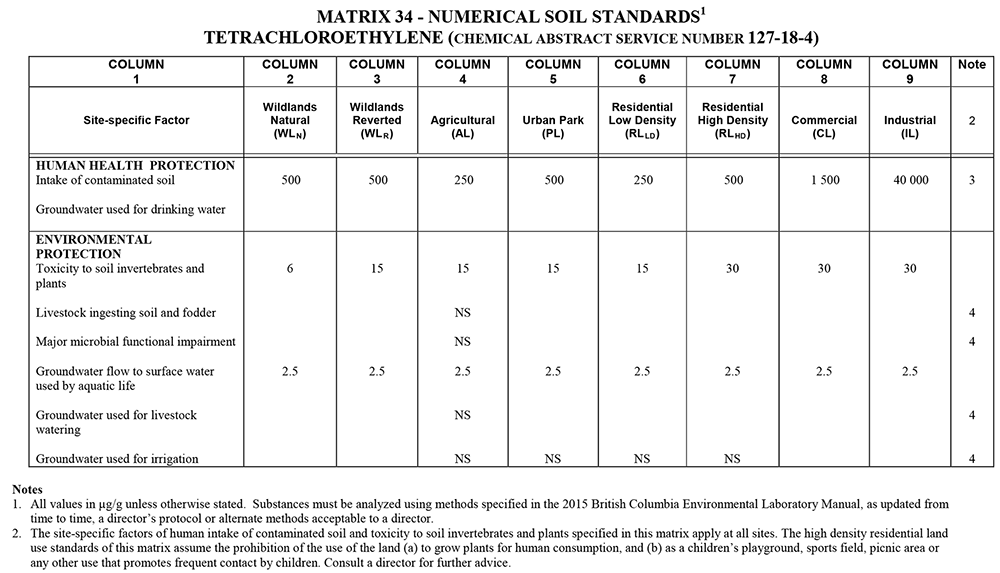 MATRIX 34 - NUMERICAL SOIL STANDARDS1
TETRACHLOROETHYLENE (CHEMICAL ABSTRACT SERVICE NUMBER 127-18-4)
COLUMN 1 COLUMN 2 COLUMN 3 COLUMN 4 COLUMN 5 COLUMN 6 COLUMN 7 COLUMN 8 COLUMN 9 Note
Site-specific Factor Wildlands Natural (WLN) Wildlands Reverted (WLR) Agricultural (AL) Urban Park (PL) Residential Low Density (RLLD) Residential High Density (RLHD) Commercial (CL) Industrial (IL) 2
HUMAN HEALTH PROTECTION
Intake of contaminated soil 500 500 250 500 250 500 1 500 40 000 3
Groundwater used for drinking water
ENVIRONMENTAL
PROTECTION
Toxicity to soil invertebrates and 6 15 15 15 15 30 30 30
plants
Livestock ingesting soil and fodder NS 4
Major microbial functional impairment NS 4
Groundwater flow to surface water 2.5 2.5 2.5 2.5 2.5 2.5 2.5 2.5
used by aquatic life
Groundwater used for livestock NS 4
watering
Groundwater used for irrigation NS NS NS NS 4
Notes
1. All values in µg/g unless otherwise stated. Substances must be analyzed using methods specified in the 2015 British Columbia Environmental Laboratory Manual, as updated from
time to time, a director's protocol or alternate methods acceptable to a director.
2. The site-specific factors of human intake of contaminated soil and toxicity to soil invertebrates and plants specified in this matrix apply at all sites. The high density residential land
use standards of this matrix assume the prohibition of the use of the land (a) to grow plants for human consumption, and (b) as a children's playground, sports field, picnic area or
any other use that promotes frequent contact by children. Consult a director for further advice.